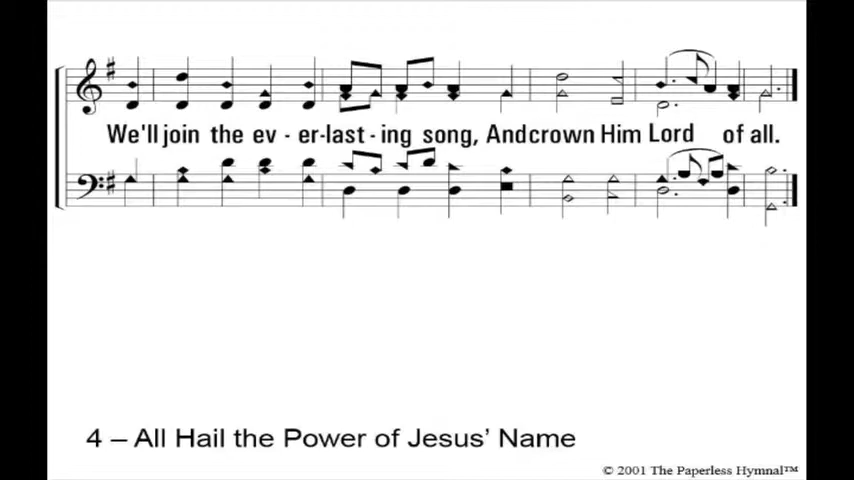 We'll join the ev - er-last-ing song, And crown Him Lord of all.
4 – All Hail the Power of Jesus’ Name
© 2001 The Paperless Hymnal™